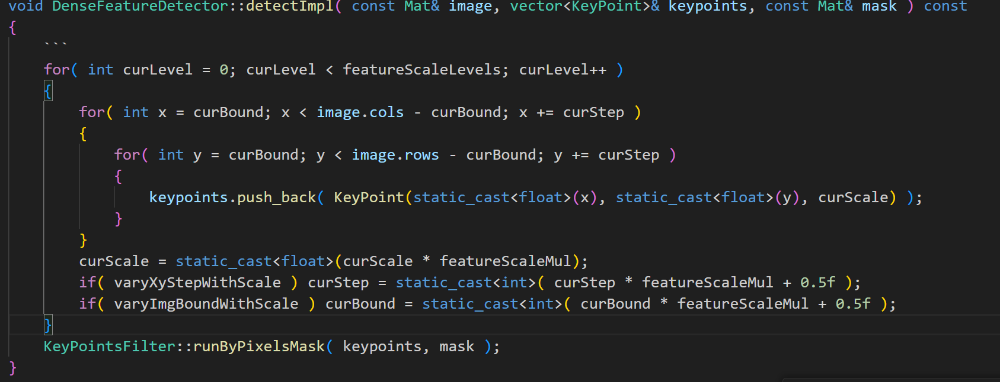 void DenseFeatureDetector::detectImpl( const Mat& image, vector<KeyPoint>& keypoints, const Mat& mask ) const
{
    ```
    for( int curLevel = 0; curLevel < featureScaleLevels; curLevel++ )
    {
        for( int x = curBound; x < image.cols - curBound; x += curStep )
        {
            for( int y = curBound; y < image.rows - curBound; y += curStep )
            {
                keypoints.push_back( KeyPoint(static_cast<float>(x), static_cast<float>(y), curScale) );
            }
        }
        curScale = static_cast<float>(curScale * featureScaleMul);
        if( varyXyStepWithScale ) curStep = static_cast<int>( curStep * featureScaleMul + 0.5f );
        if( varyImgBoundWithScale ) curBound = static_cast<int>( curBound * featureScaleMul + 0.5f );
    }
    KeyPointsFilter::runByPixelsMask( keypoints, mask );
}